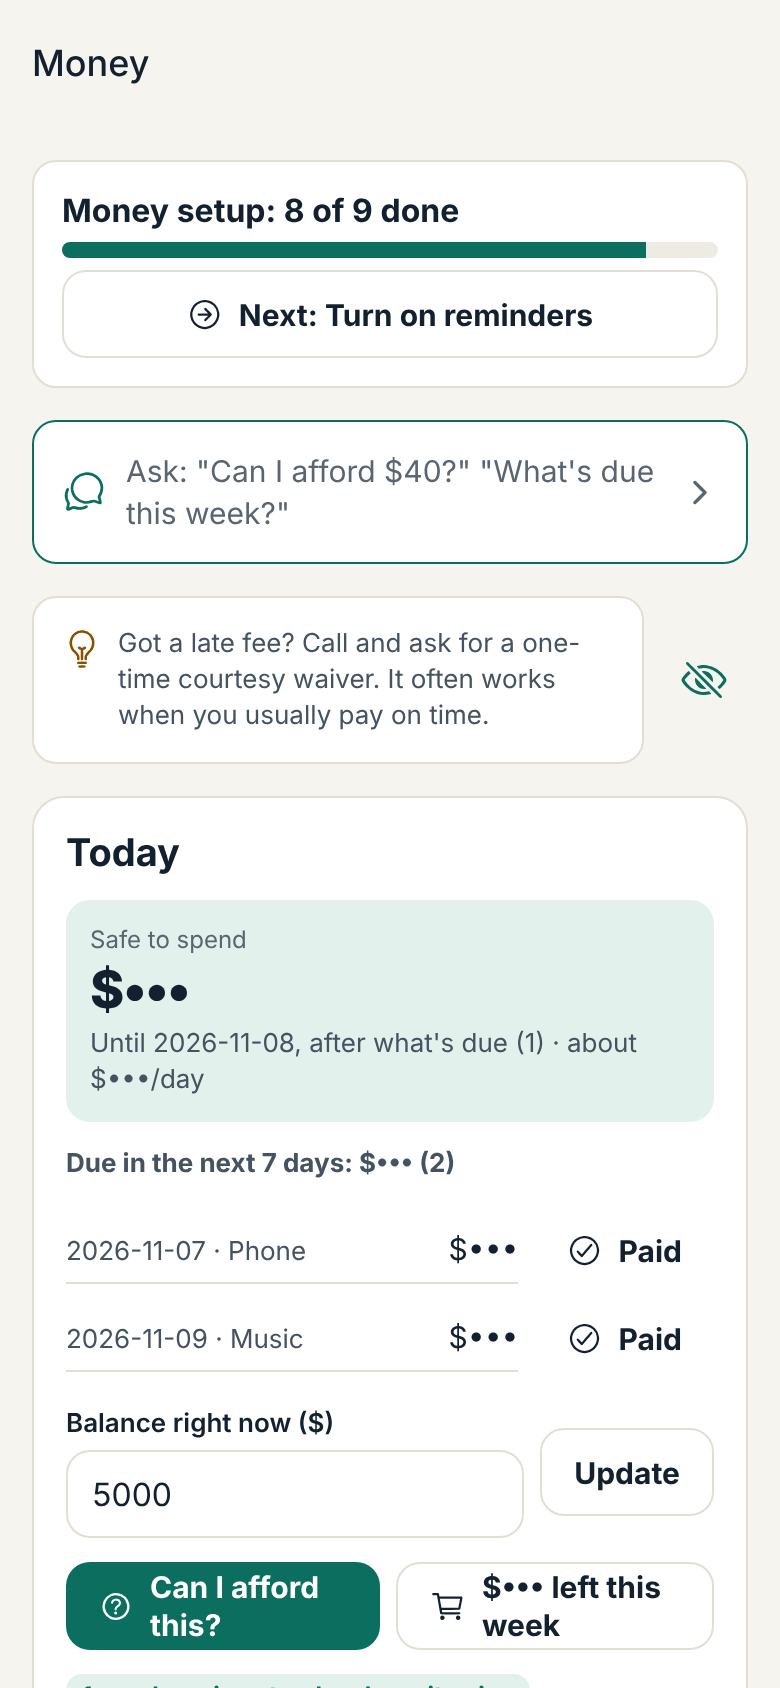 Money
Money setup: 8 of 9 done
Next: Turn on reminders
Ask: "Can I afford $40?" "What's due
this week?"
Got a late fee? Call and ask for a one-
time courtesy waiver. It often works
when you usually pay on time.
Today
Safe to spend
$•••
Until 2026-11-08, after what's due (1) · about
$•••/day
Due in the next 7 days: $••• (2)
2026-11-07 · Phone $••• Paid
2026-11-09 · Music $••• Paid
Balance right now ($)
5000
Update
Can I afford
this?
$••• left this
week